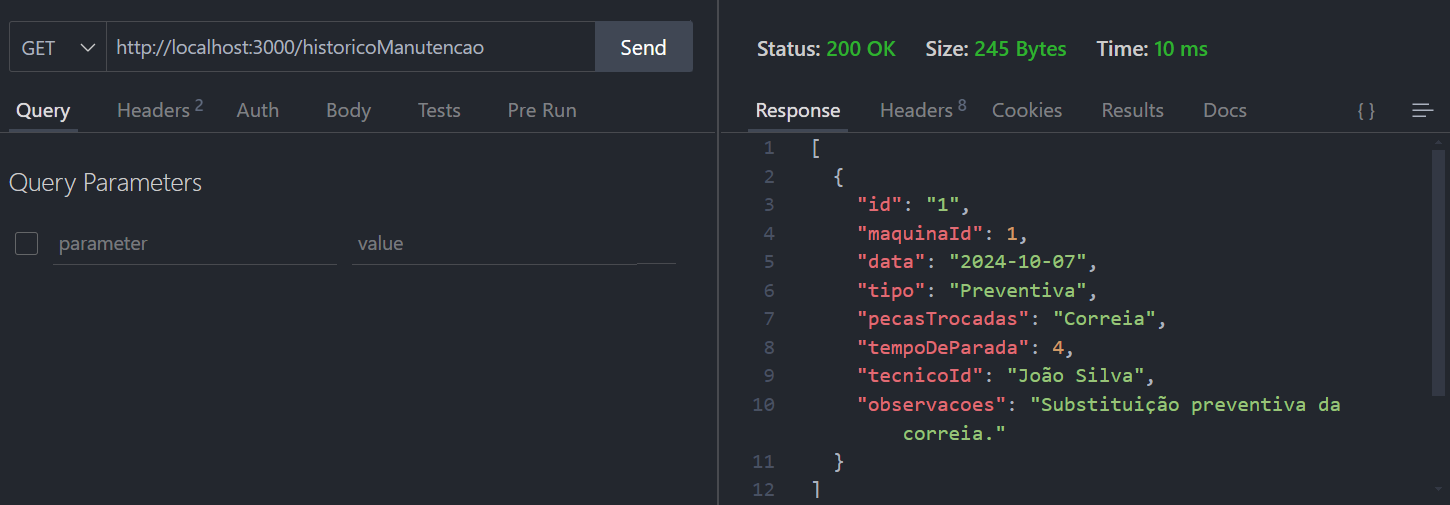 GET http://localhost:3000/historicoManutencao Send
Query Headers 2 Auth Body Tests Pre Run
Query Parameters
parameter value
Status: 200 OK Size: 245 Bytes Time: 10 ms
Response Headers 8 Cookies Results Docs { }
1 [
2 {
3 "id": "1",
4 "maquinaId": 1,
5 "data": "2024-10-07",
6 "tipo": "Preventiva",
7 "pecasTrocadas": "Correia",
8 "tempoDeParada": 4,
9 "tecnicoId": "João Silva",
10 "observacoes": "Substituição preventiva da
correia."
11 }
12 ]